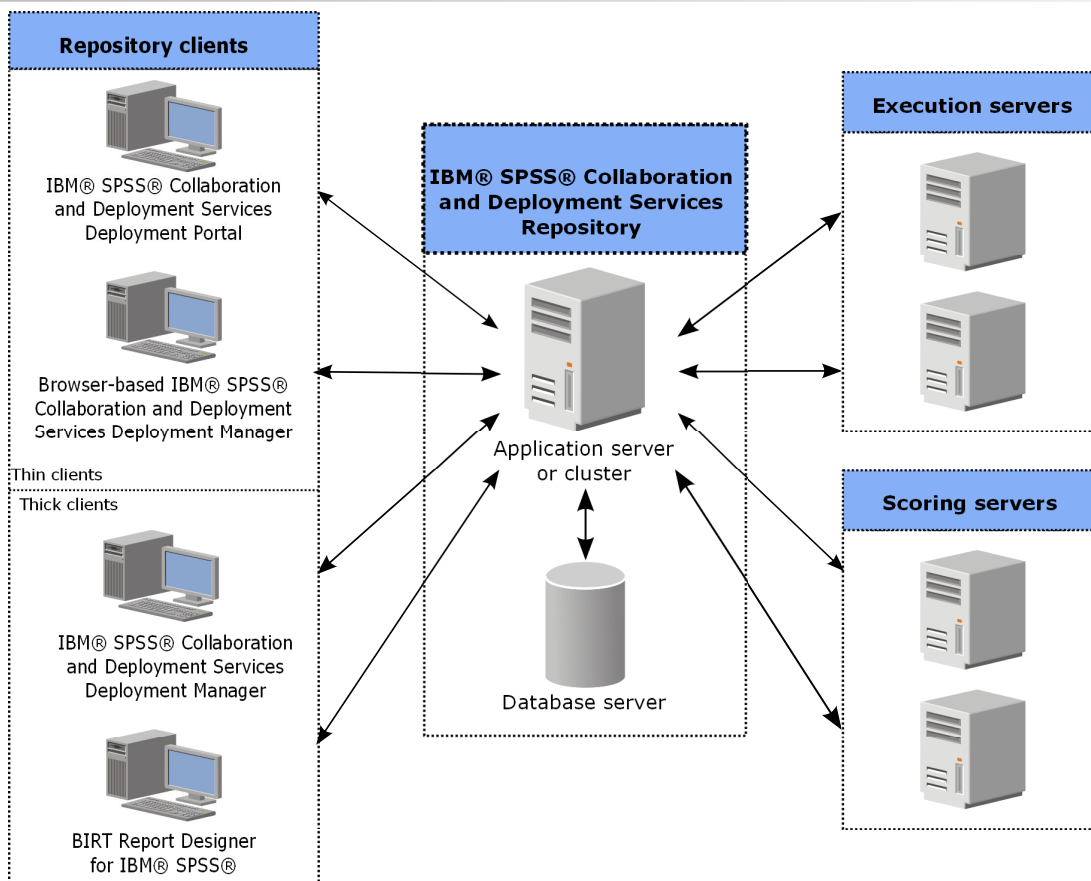 Repository clients
IBM® SPSS® Collaboration
and Deployment Services
Deployment Portal
Browser-based IBM® SPSS®
Collaboration and Deployment
Services Deployment Manager
Thin clients
Thick clients
IBM® SPSS® Collaboration
and Deployment Services
Deployment Manager
BIRT Report Designer
for IBM® SPSS®
IBM® SPSS® Collaboration
and Deployment Services
Repository
Application server
or cluster
Database server
Execution servers
Scoring servers